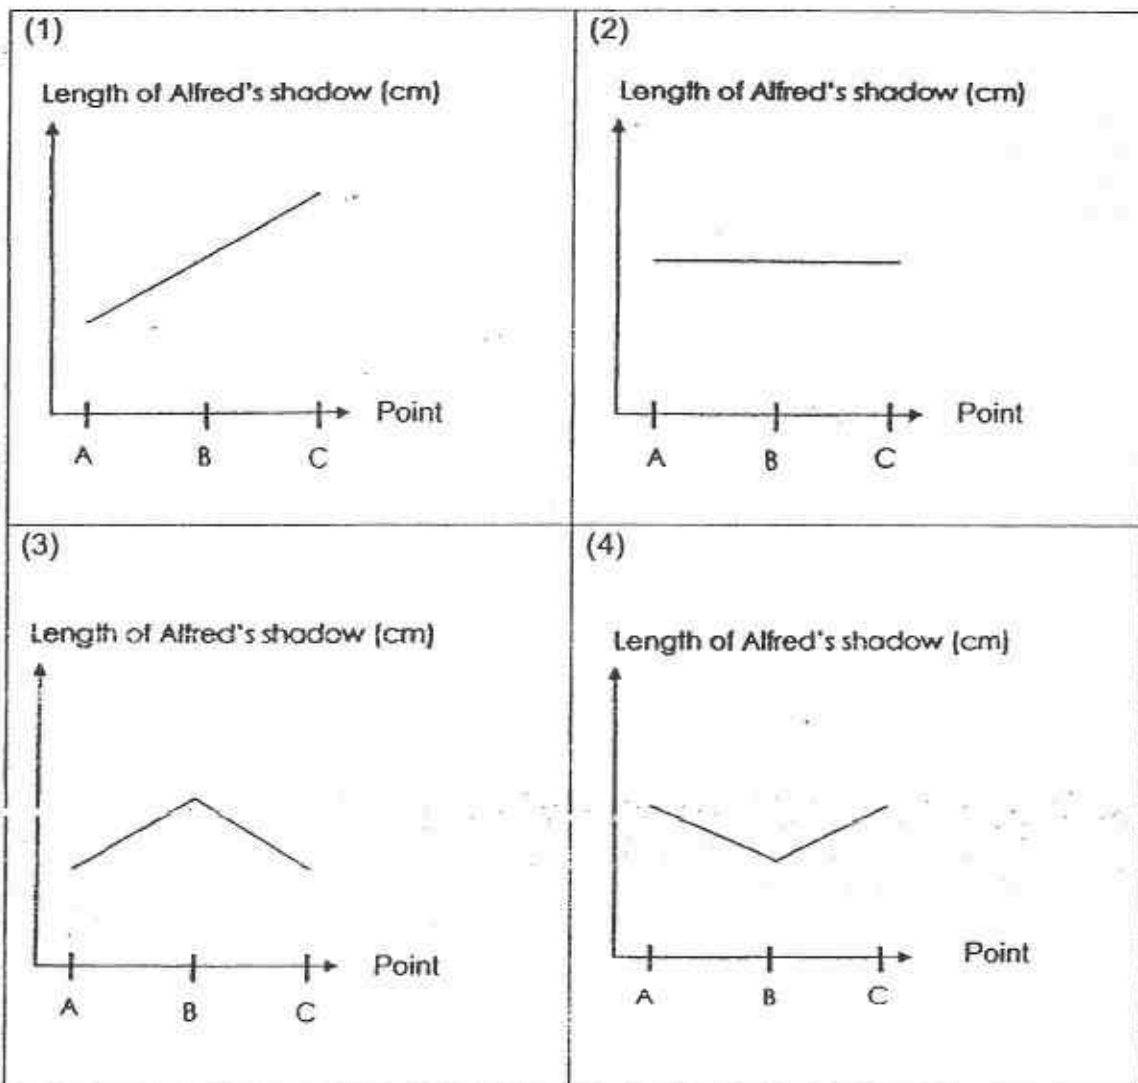 (1)
Length of Alfred's shadow (cm)
Point
A B C
(2)
Length of Alfred's shadow (cm)
Point
A B C
(3)
Length of Alfred's shadow (cm)
Point
A B C
(4)
Length of Alfred's shadow (cm)
Point
A B C